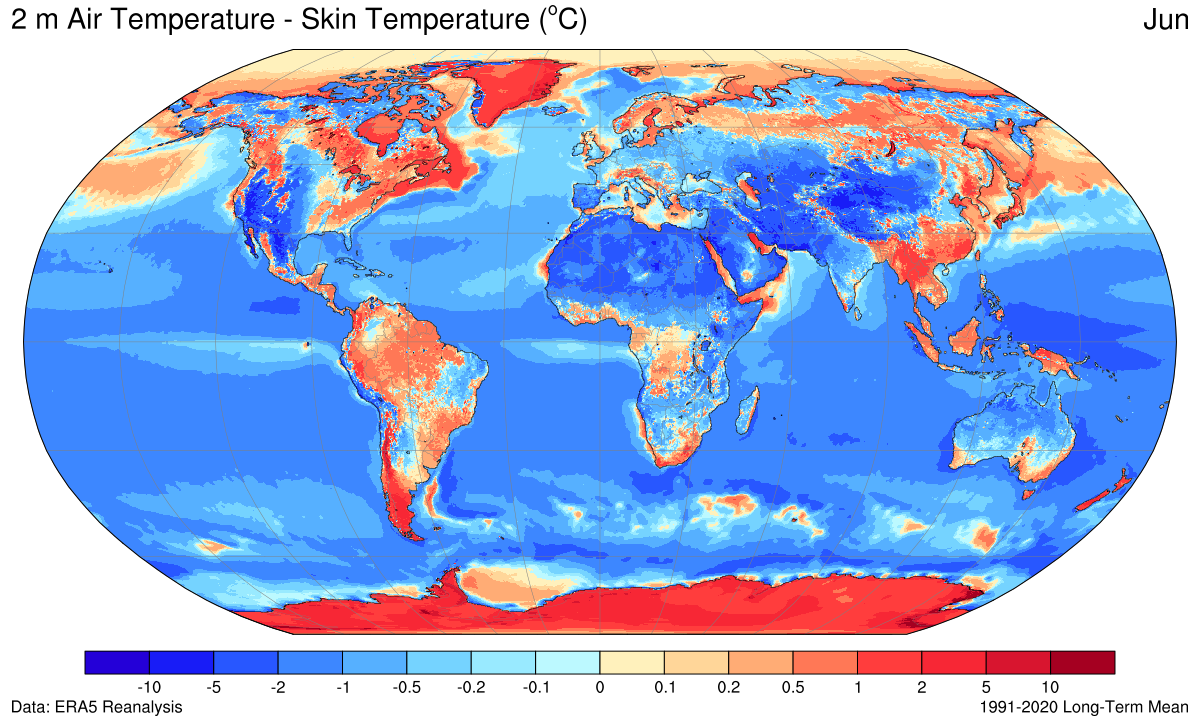 2 m Air Temperature - Skin Temperature (°C)
Jun
-10 -5 -2 -1 -0.5 -0.2 -0.1 0 0.1 0.2 0.5 1 2 5 10
Data: ERA5 Reanalysis
1991-2020 Long-Term Mean